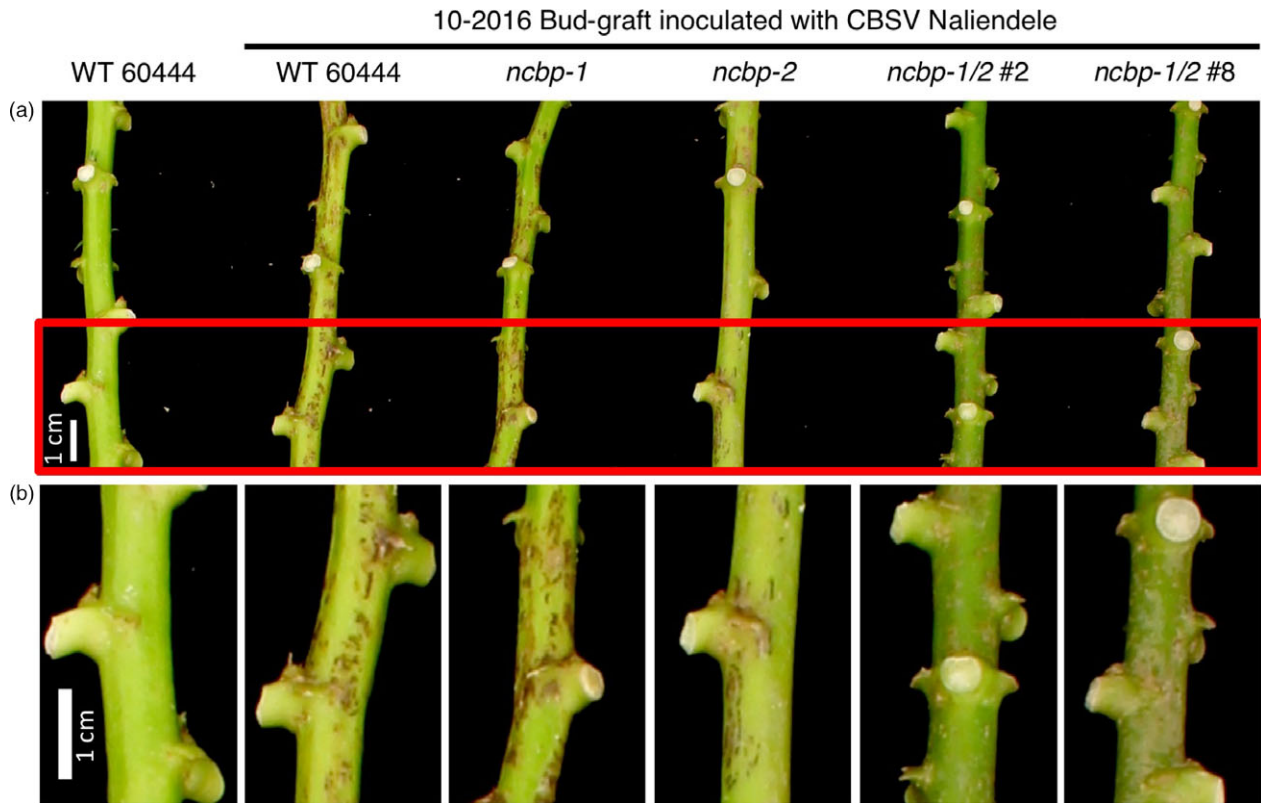 10-2016 Bud-graft inoculated with CBSV Naliendele
WT 60444 WT 60444 ncbp-1 ncbp-2 ncbp-1/2 #2 ncbp-1/2 #8
(a)
1 cm
(b)
1 cm